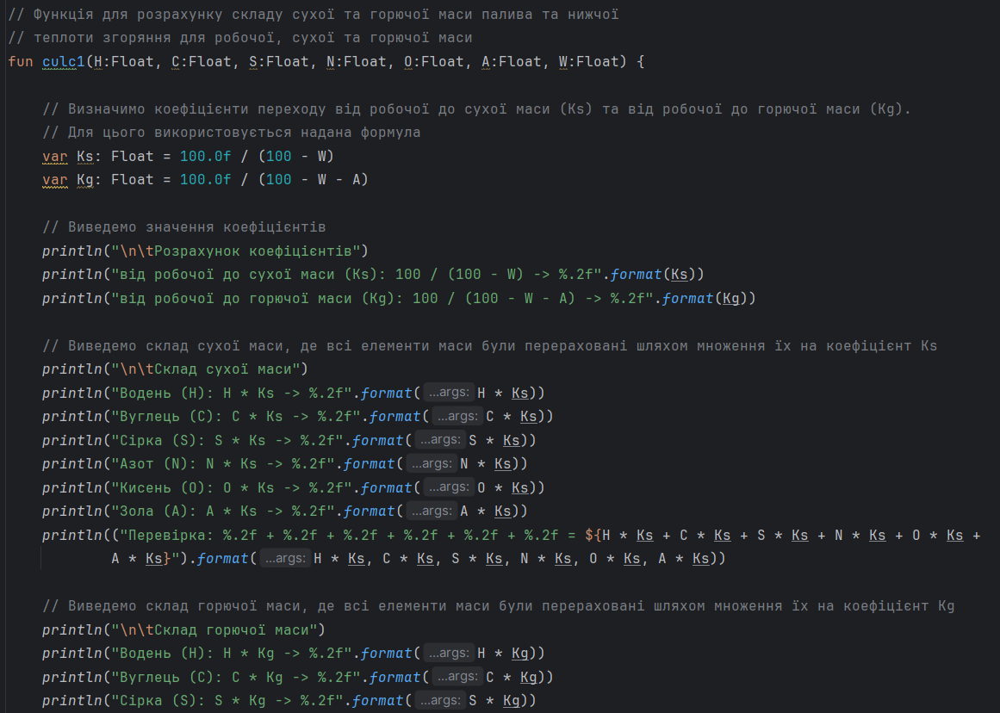 // Функція для розрахунку складу сухої та горючої маси палива та нижчої
// теплоти згоряння для робочої, сухої та горючої маси
fun culc1(H:Float, C:Float, S:Float, N:Float, O:Float, A:Float, W:Float) {
// Визначимо коефіцієнти переходу від робочої до сухої маси (Ks) та від робочої до горючої маси (Kg).
// Для цього використовується надана формула
var Ks: Float = 100.0f / (100 - W)
var Kg: Float = 100.0f / (100 - W - A)
// Виведемо значення коефіцієнтів
println("\n\tРозрахунок коефіцієнтів")
println("від робочої до сухої маси (Ks): 100 / (100 - W) -> %.2f".format(Ks))
println("від робочої до горючої маси (Kg): 100 / (100 - W - A) -> %.2f".format(Kg))
// Виведемо склад сухої маси, де всі елементи маси були перераховані шляхом множення їх на коефіцієнт Ks
println("\n\tСклад сухої маси")
println("Водень (H): H * Ks -> %.2f".format( ...args: H * Ks))
println("Вуглець (C): C * Ks -> %.2f".format( ...args: C * Ks))
println("Сірка (S): S * Ks -> %.2f".format( ...args: S * Ks))
println("Азот (N): N * Ks -> %.2f".format( ...args: N * Ks))
println("Кисень (O): O * Ks -> %.2f".format( ...args: O * Ks))
println("Зола (A): A * Ks -> %.2f".format( ...args: A * Ks))
println(("Перевірка: %.2f + %.2f + %.2f + %.2f + %.2f + %.2f = ${H * Ks + C * Ks + S * Ks + N * Ks + O * Ks +
A * Ks}").format( ...args: H * Ks, C * Ks, S * Ks, N * Ks, O * Ks, A * Ks))
// Виведемо склад горючої маси, де всі елементи маси були перераховані шляхом множення їх на коефіцієнт Kg
println("\n\tСклад горючої маси")
println("Водень (H): H * Kg -> %.2f".format( ...args: H * Kg))
println("Вуглець (C): C * Kg -> %.2f".format( ...args: C * Kg))
println("Сірка (S): S * Kg -> %.2f".format( ...args: S * Kg))